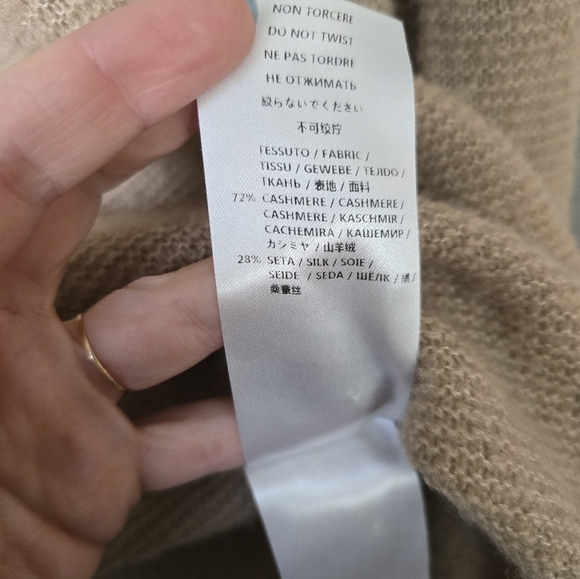 NON TORCERE
DO NOT TWIST
NE PAS TORDRE
НЕ ОТЖИМАТЬ
絞らないでください
不可绞拧
TESSUTO / FABRIC /
TISSU / GEWEBE / TEJIDO /
ТКАНЬ / 表地 / 面料
72% CASHMERE / CASHMERE /
CASHMERE / KASCHMIR /
CACHEMIRA / КАШЕМИР /
カシミヤ / 山羊绒
28% SETA / SILK / SOIE /
SEIDE / SEDA / ШЁЛК / 絹 /
桑蚕丝